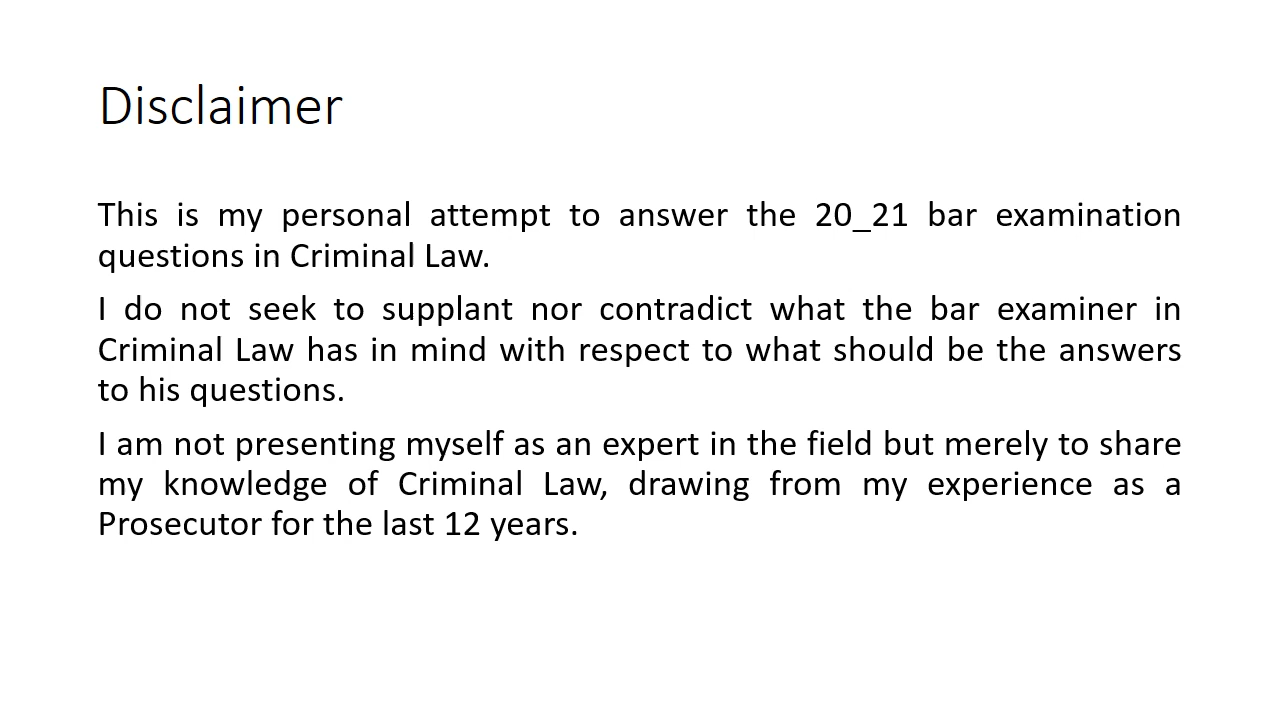 Disclaimer
This is my personal attempt to answer the 20_21 bar examination
questions in Criminal Law.
I do not seek to supplant nor contradict what the bar examiner in
Criminal Law has in mind with respect to what should be the answers
to his questions.
I am not presenting myself as an expert in the field but merely to share
my knowledge of Criminal Law, drawing from my experience as a
Prosecutor for the last 12 years.